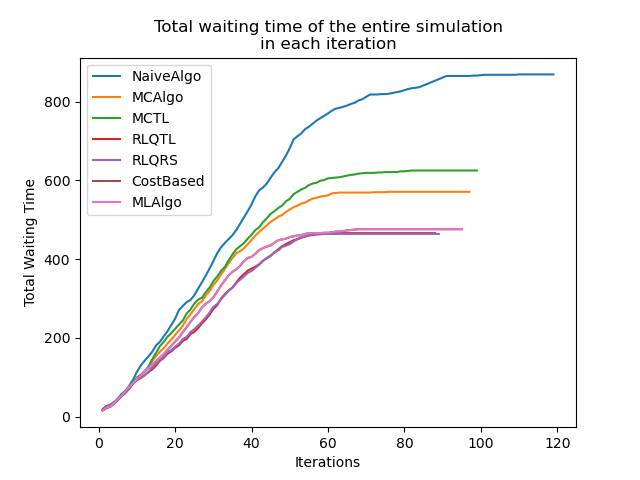 Total waiting time of the entire simulation
in each iteration
NaiveAlgo
MCAlgo
MCTL
RLQTL
RLQRS
CostBased
MLAlgo
Total Waiting Time
800
600
400
200
0
0 20 40 60 80 100 120
Iterations